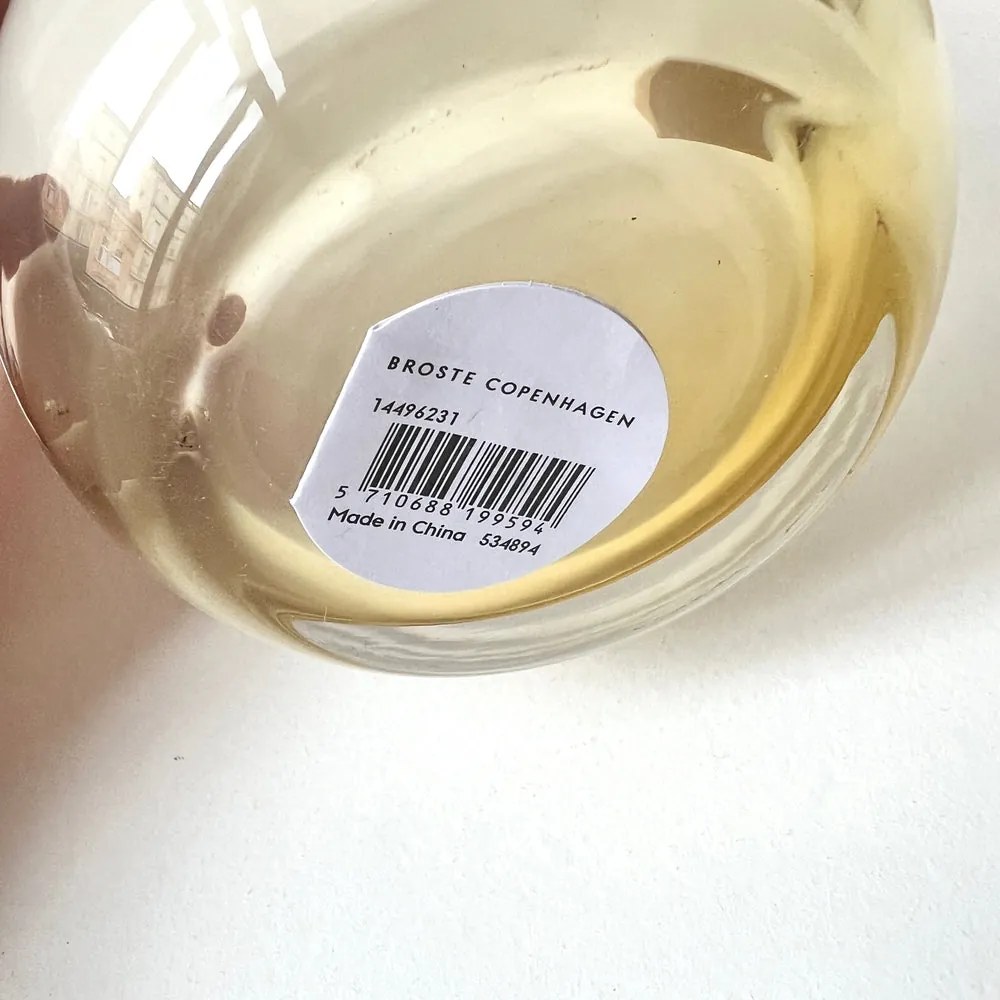 BROSTE COPENHAGEN
14496231
5 710688 199594
Made in China 534894